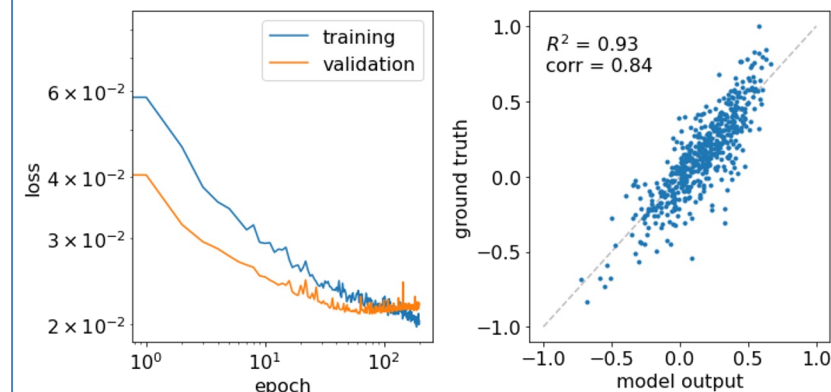 training
validation
6 × 10⁻²
4 × 10⁻²
3 × 10⁻²
2 × 10⁻²
loss
10⁰ 10¹ 10²
epoch
R² = 0.93
corr = 0.84
1.0
0.5
0.0
−0.5
−1.0
ground truth
−1.0 −0.5 0.0 0.5 1.0
model output